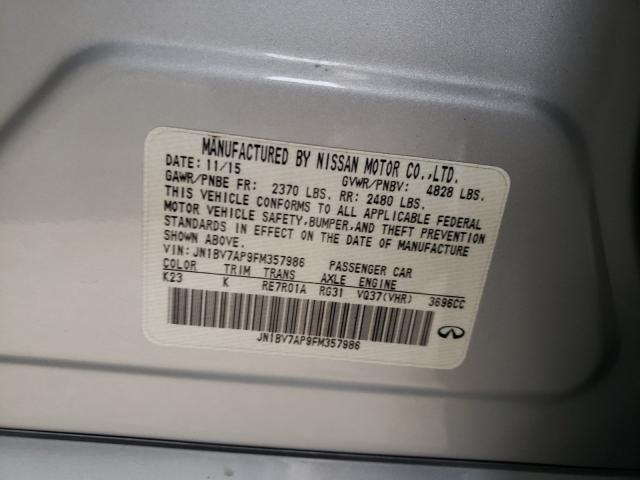 MANUFACTURED BY NISSAN MOTOR CO.,LTD.
DATE: 11/15 GVWR/PNBV: 4828 LBS.
GAWR/PNBE FR: 2370 LBS. RR: 2480 LBS.
THIS VEHICLE CONFORMS TO ALL APPLICABLE FEDERAL
MOTOR VEHICLE SAFETY,BUMPER,AND THEFT PREVENTION
STANDARDS IN EFFECT ON THE DATE OF MANUFACTURE
SHOWN ABOVE.
VIN: JN1BV7AP9FM357986 PASSENGER CAR
COLOR TRIM TRANS AXLE ENGINE
K23 K RE7R01A RG31 VQ37(VHR) 3696CC
JN1BV7AP9FM357986